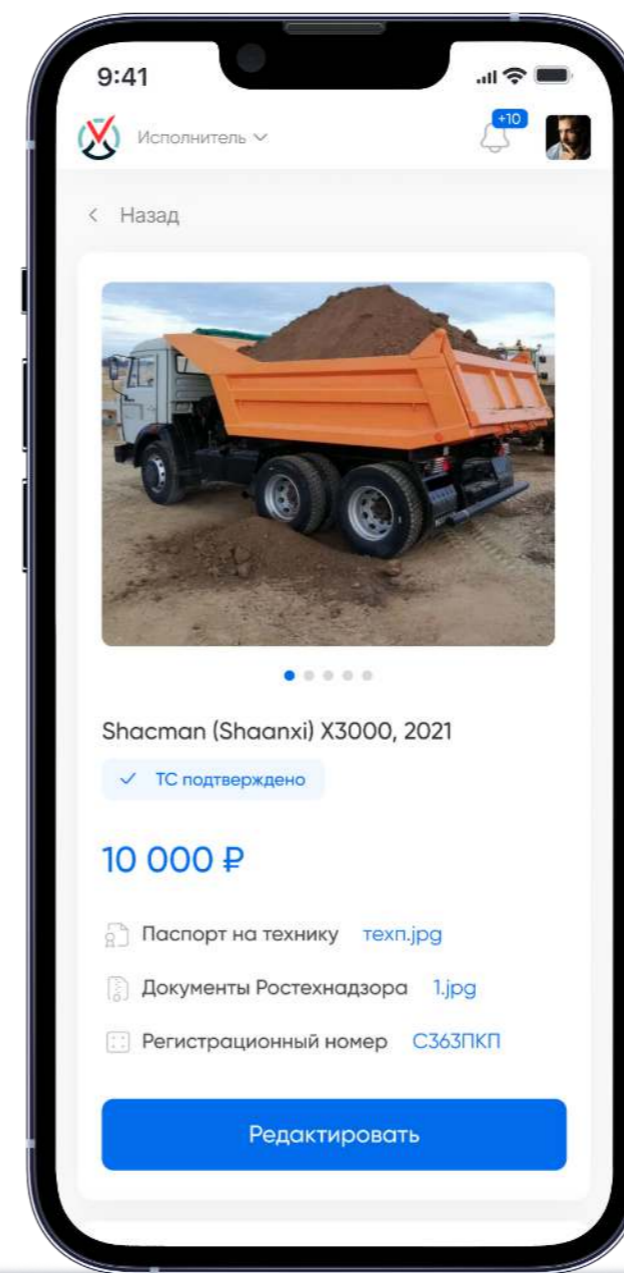 9:41
Исполнитель
+10
Назад
Shacman (Shaanxi) X3000, 2021
ТС подтверждено
10 000 ₽
Паспорт на технику техп.jpg
Документы Ростехнадзора 1.jpg
Регистрационный номер С363ПКП
Редактировать